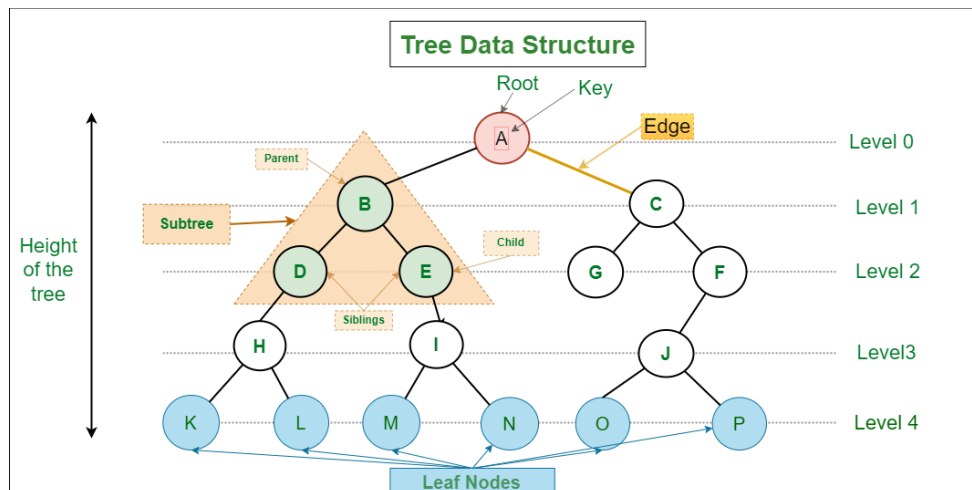 Tree Data Structure
Root
Key
A
Edge
Level 0
Parent
B
C
Level 1
Subtree
Height
of the
tree
D
E
Child
G
F
Level 2
Siblings
H
I
J
Level3
K
L
M
N
O
P
Level 4
Leaf Nodes